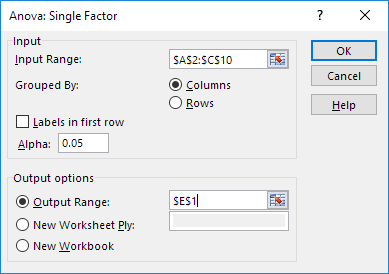 Anova: Single Factor
? ×
Input
Input Range: $A$2:$C$10
Grouped By: Columns
Rows
Labels in first row
Alpha: 0.05
Output options
Output Range: $E$1
New Worksheet Ply:
New Workbook
OK
Cancel
Help